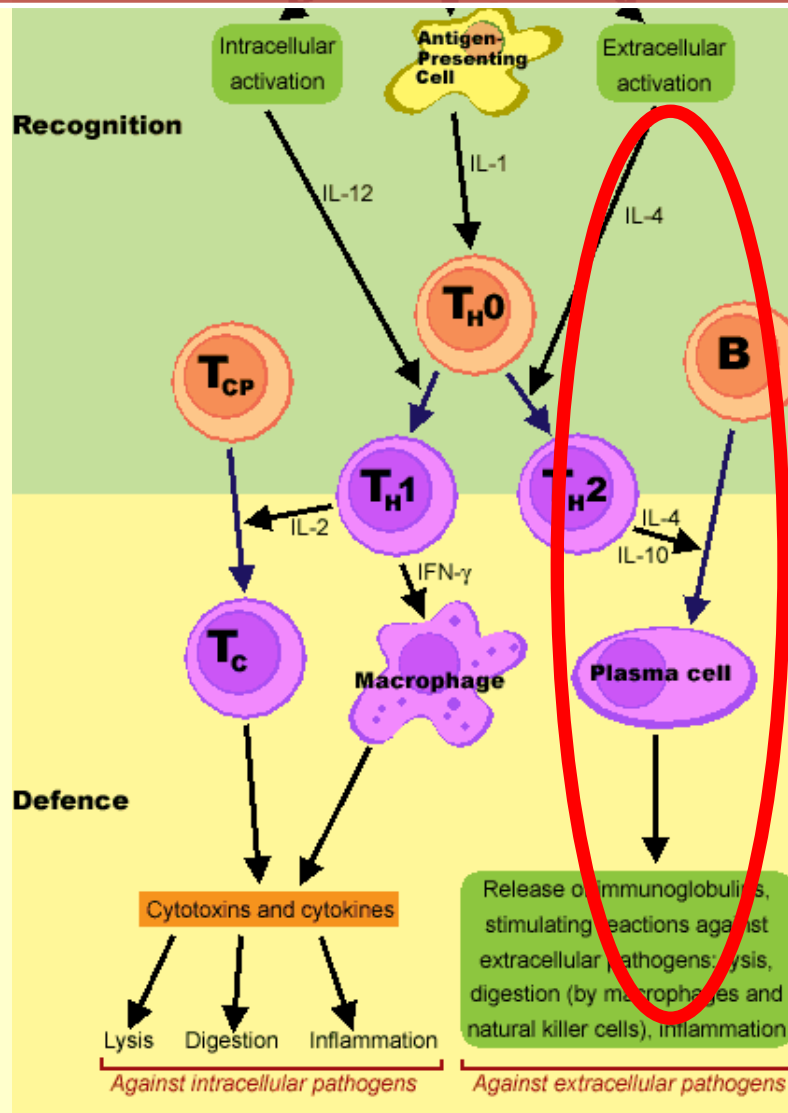 Intracellular
activation
Antigen-
Presenting
Cell
Extracellular
activation
Recognition
IL-12
IL-1
IL-4
TH0
TCP
B
TH1
TH2
IL-2
IL-4
IL-10
IFN-γ
TC
Macrophage
Plasma cell
Defence
Cytotoxins and cytokines
Release of immunoglobulins,
stimulating reactions against
extracellular pathogens: lysis,
digestion (by macrophages and
natural killer cells), inflammation
Lysis
Digestion
Inflammation
Against intracellular pathogens
Against extracellular pathogens